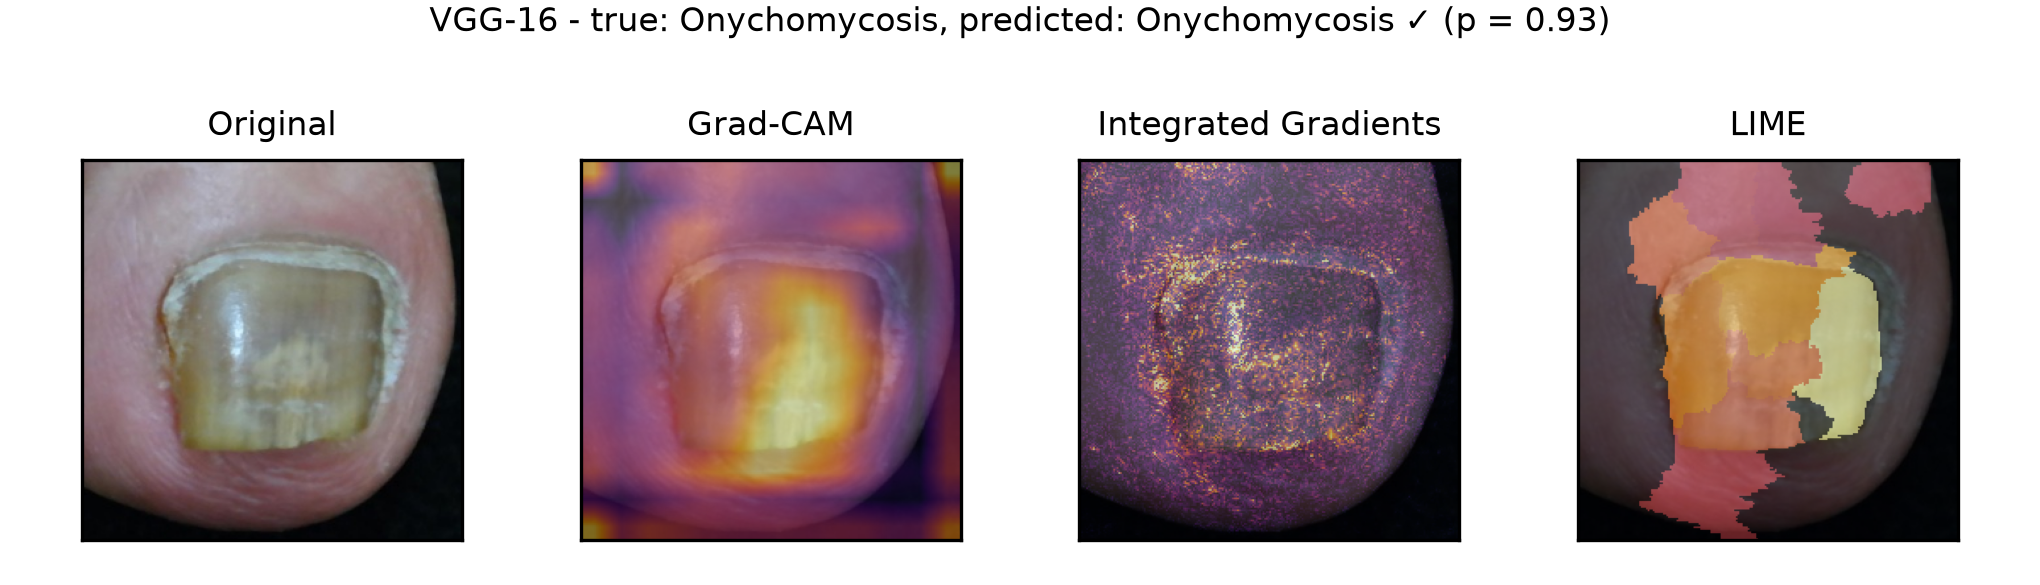 VGG-16 - true: Onychomycosis, predicted: Onychomycosis ✓ (p = 0.93)
Original
Grad-CAM
Integrated Gradients
LIME